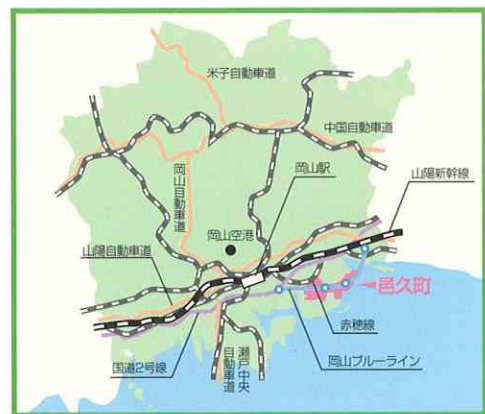 米子自動車道
中国自動車道
岡山駅
山陽新幹線
岡山自動車道
岡山空港
山陽自動車道
邑久町
赤穂線
岡山ブルーライン
国道2号線
瀬戸中央自動車道